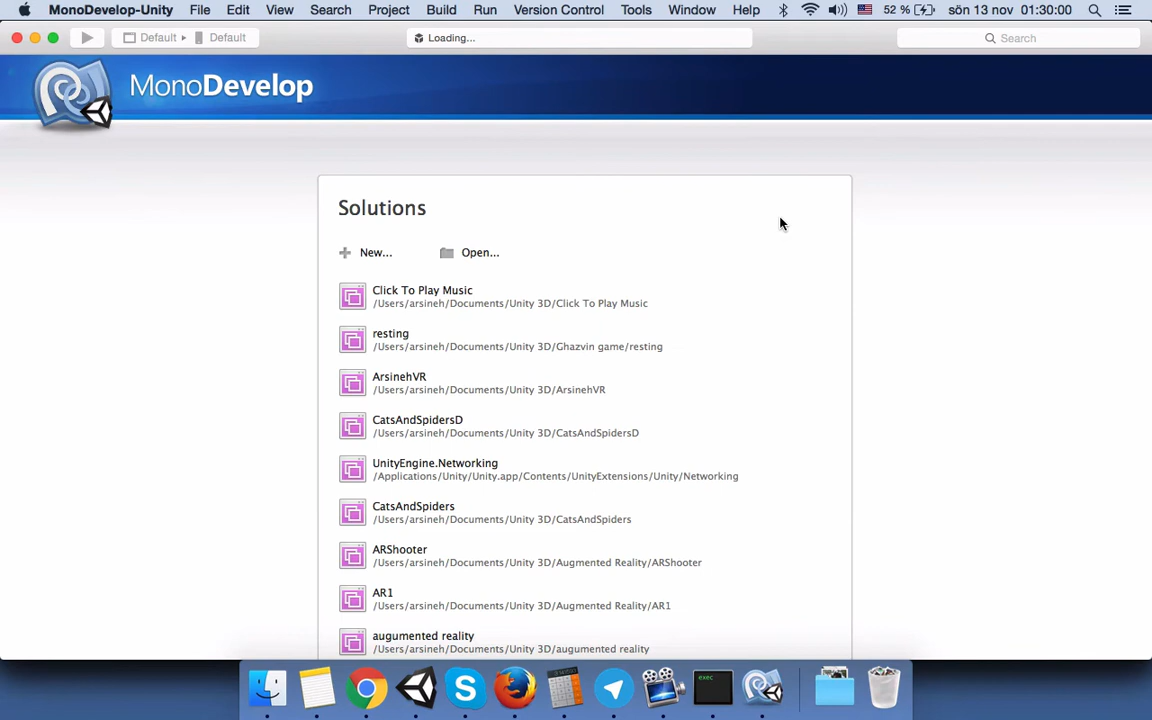 MonoDevelop-Unity File Edit View Search Project Build Run Version Control Tools Window Help 52 % sön 13 nov 01:30:00
Default Default Loading... Search
MonoDevelop
Solutions
New... Open...
Click To Play Music
/Users/arsineh/Documents/Unity 3D/Click To Play Music
resting
/Users/arsineh/Documents/Unity 3D/Ghazvin game/resting
ArsinehVR
/Users/arsineh/Documents/Unity 3D/ArsinehVR
CatsAndSpidersD
/Users/arsineh/Documents/Unity 3D/CatsAndSpidersD
UnityEngine.Networking
/Applications/Unity/Unity.app/Contents/UnityExtensions/Unity/Networking
CatsAndSpiders
/Users/arsineh/Documents/Unity 3D/CatsAndSpiders
ARShooter
/Users/arsineh/Documents/Unity 3D/Augmented Reality/ARShooter
AR1
/Users/arsineh/Documents/Unity 3D/Augmented Reality/AR1
augumented reality
/Users/arsineh/Documents/Unity 3D/augumented reality
exec